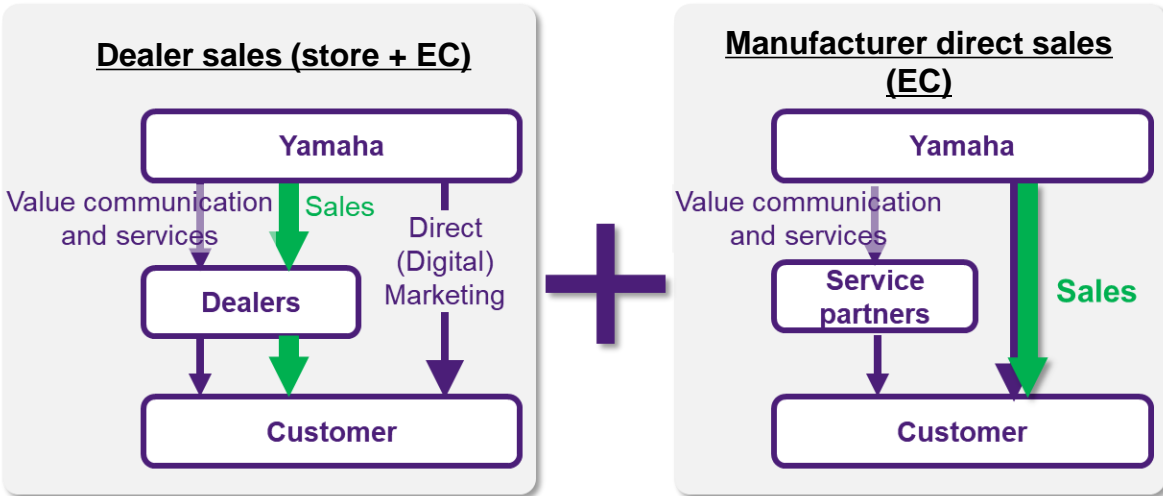 Dealer sales (store + EC)
Yamaha
Value communication
and services
Sales
Direct
(Digital)
Marketing
Dealers
Customer
Manufacturer direct sales
(EC)
Yamaha
Value communication
and services
Service
partners
Sales
Customer